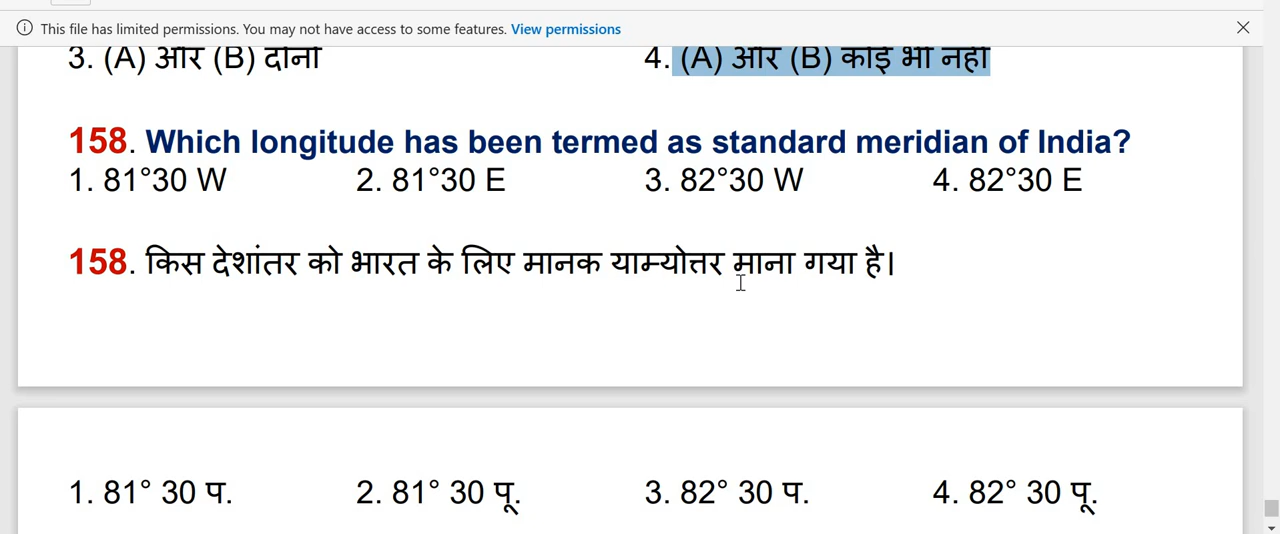 This file has limited permissions. You may not have access to some features. View permissions
3. (A) और (B) दोनों 4. (A) और (B) कोई भी नहीं
158. Which longitude has been termed as standard meridian of India?
1. 81°30 W 2. 81°30 E 3. 82°30 W 4. 82°30 E
158. किस देशांतर को भारत के लिए मानक याम्योत्तर माना गया है।
1. 81° 30 प. 2. 81° 30 पू. 3. 82° 30 प. 4. 82° 30 पू.